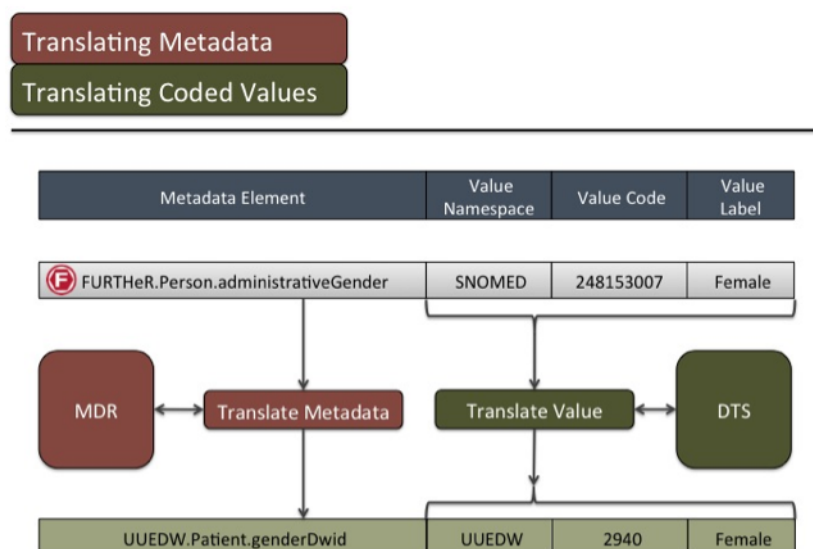 Translating Metadata
Translating Coded Values
Metadata Element
Value
Namespace
Value Code
Value
Label
F FURTHeR.Person.administrativeGender
SNOMED
248153007
Female
MDR
Translate Metadata
Translate Value
DTS
UUEDW.Patient.genderDwid
UUEDW
2940
Female